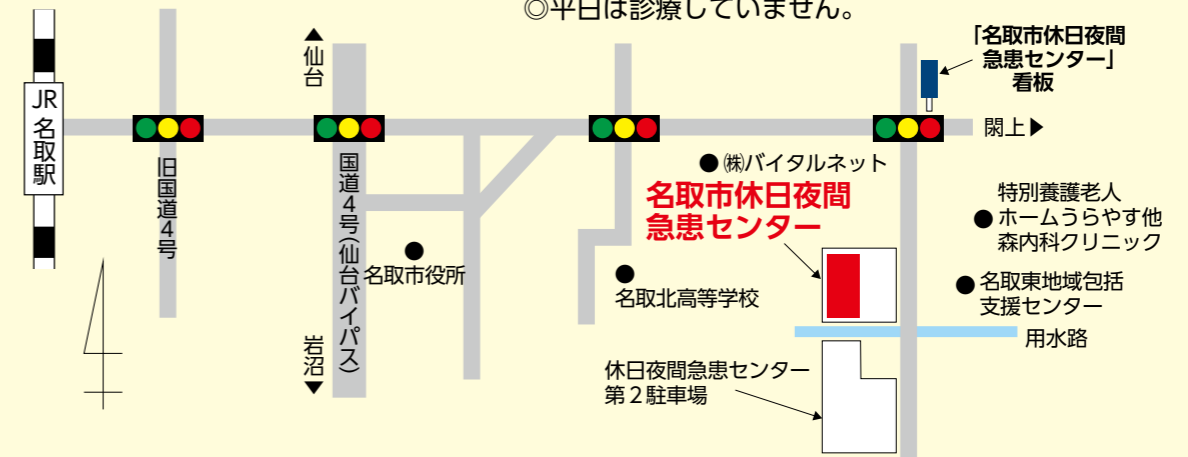 ◎平日は診療していません。
「名取市休日夜間
急患センター」
看板
▲仙台
JR名取駅
閖上▶
旧国道4号
国道4号(仙台バイパス)
●㈱バイタルネット
名取市休日夜間
急患センター
特別養護老人
ホームうらやす他
森内科クリニック
名取市役所
名取北高等学校
名取東地域包括
支援センター
用水路
岩沼▼
休日夜間急患センター
第2駐車場